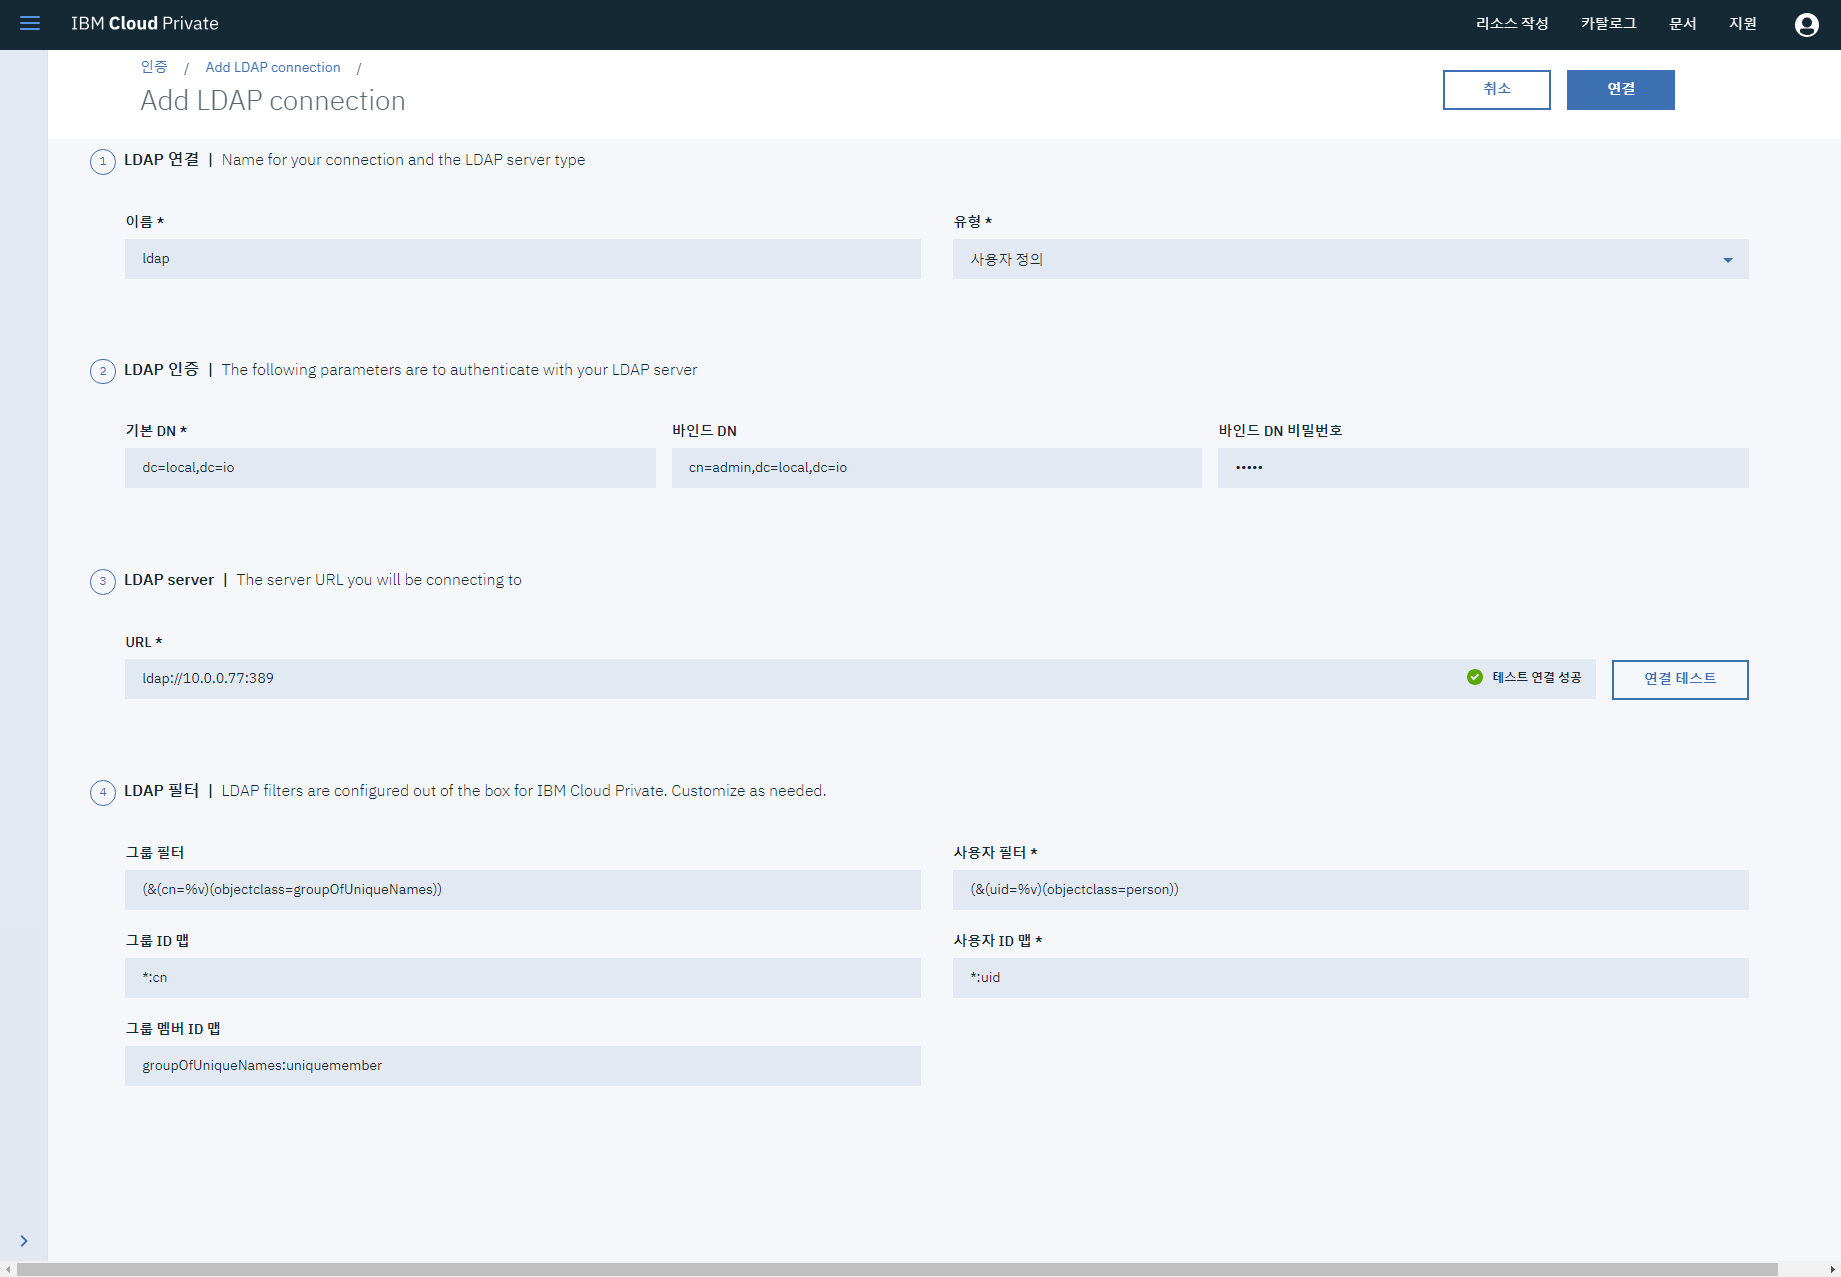 IBM Cloud Private
리소스 작성 카탈로그 문서 지원
인증 / Add LDAP connection /
Add LDAP connection
취소 연결
1 LDAP 연결 | Name for your connection and the LDAP server type
이름 * 유형 *
ldap 사용자 정의
2 LDAP 인증 | The following parameters are to authenticate with your LDAP server
기본 DN * 바인드 DN 바인드 DN 비밀번호
dc=local,dc=io cn=admin,dc=local,dc=io •••••
3 LDAP server | The server URL you will be connecting to
URL *
ldap://10.0.0.77:389 테스트 연결 성공 연결 테스트
4 LDAP 필터 | LDAP filters are configured out of the box for IBM Cloud Private. Customize as needed.
그룹 필터 사용자 필터 *
(&(cn=%v)(objectclass=groupOfUniqueNames)) (&(uid=%v)(objectclass=person))
그룹 ID 맵 사용자 ID 맵 *
*:cn *:uid
그룹 멤버 ID 맵
groupOfUniqueNames:uniquemember